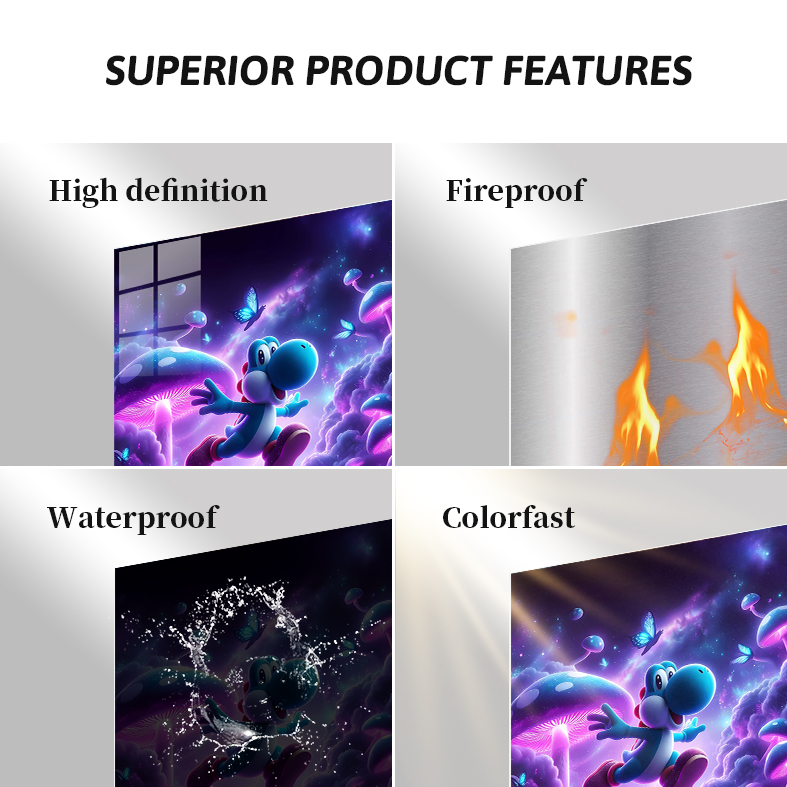 SUPERIOR PRODUCT FEATURES
High definition
Fireproof
Waterproof
Colorfast